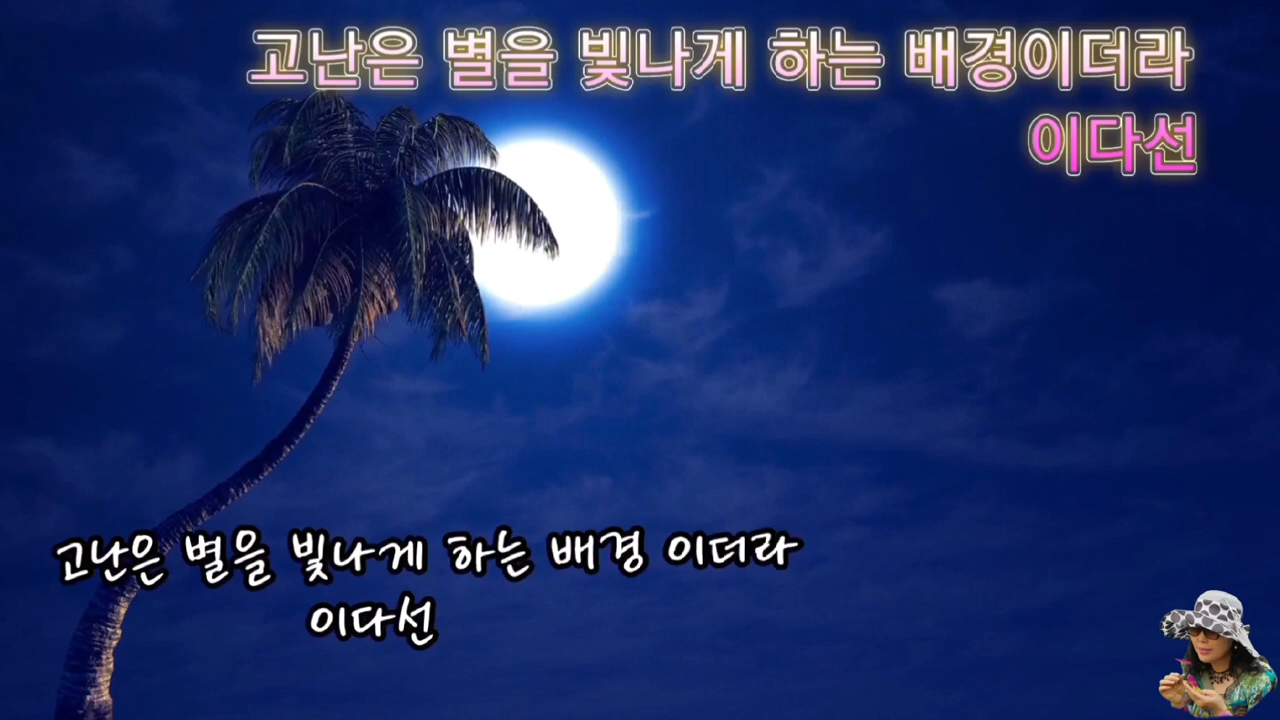 고난은 별을 빛나게 하는 배경이더라
이다선
고난은 별을 빛나게 하는 배경 이더라
이다선